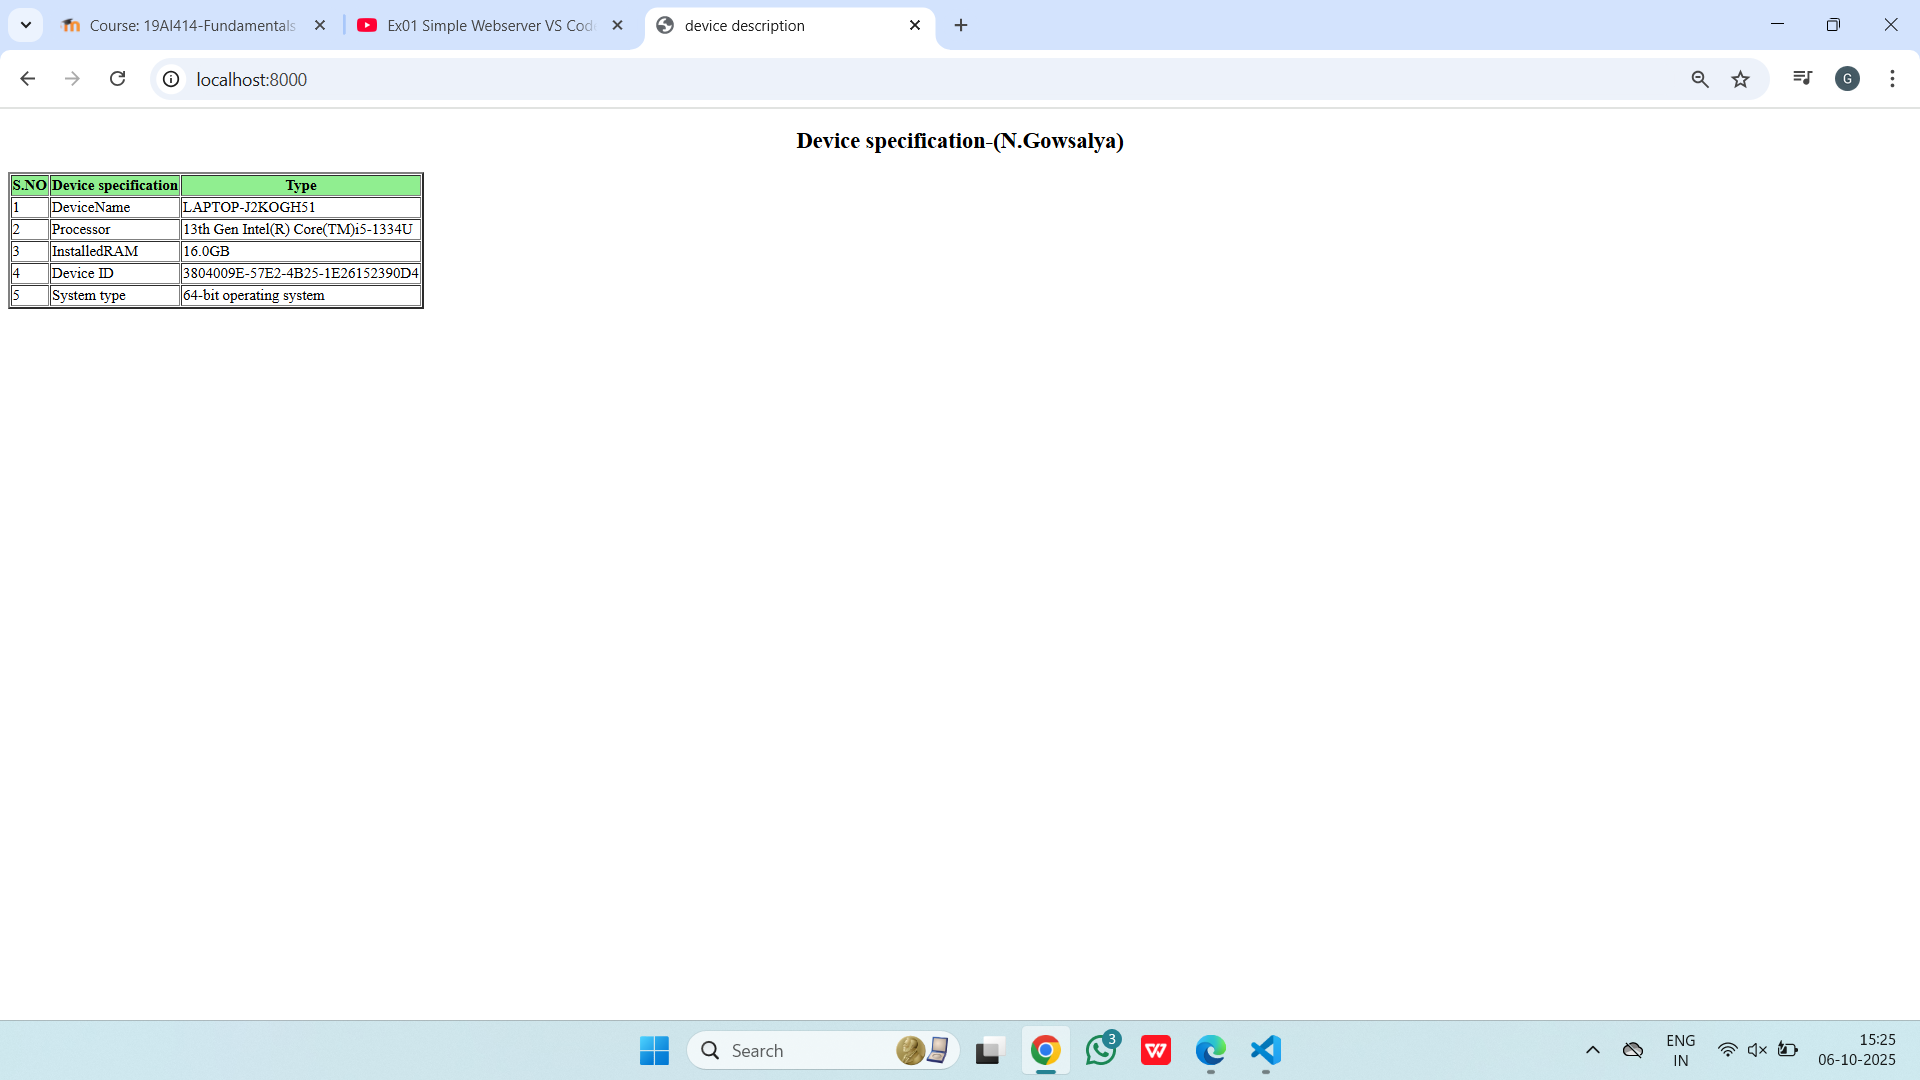 Course: 19AI414-Fundamentals
Ex01 Simple Webserver VS Cod
device description
localhost:8000
G
Device specification-(N.Gowsalya)
S.NO Device specification Type
1 DeviceName LAPTOP-J2KOGH51
2 Processor 13th Gen Intel(R) Core(TM)i5-1334U
3 InstalledRAM 16.0GB
4 Device ID 3804009E-57E2-4B25-1E26152390D4
5 System type 64-bit operating system
Search
3
W
ENG
IN
15:25
06-10-2025